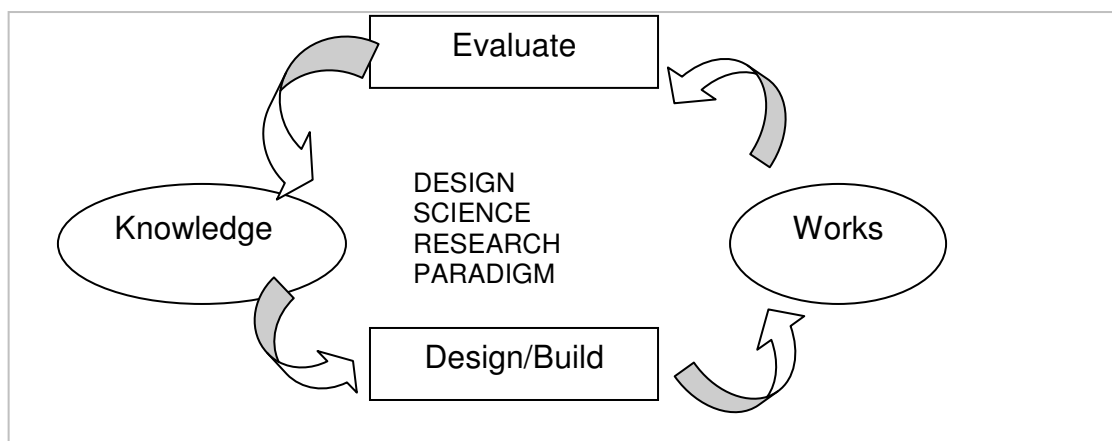 Evaluate
DESIGN
SCIENCE
RESEARCH
PARADIGM
Knowledge
Works
Design/Build